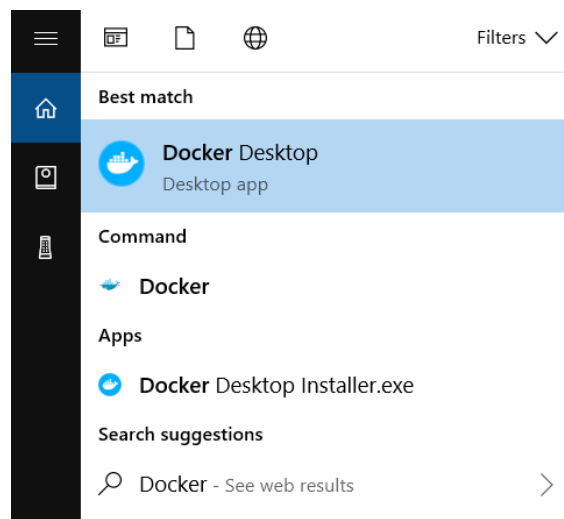 Filters
Best match
Docker Desktop
Desktop app
Command
Docker
Apps
Docker Desktop Installer.exe
Search suggestions
Docker - See web results